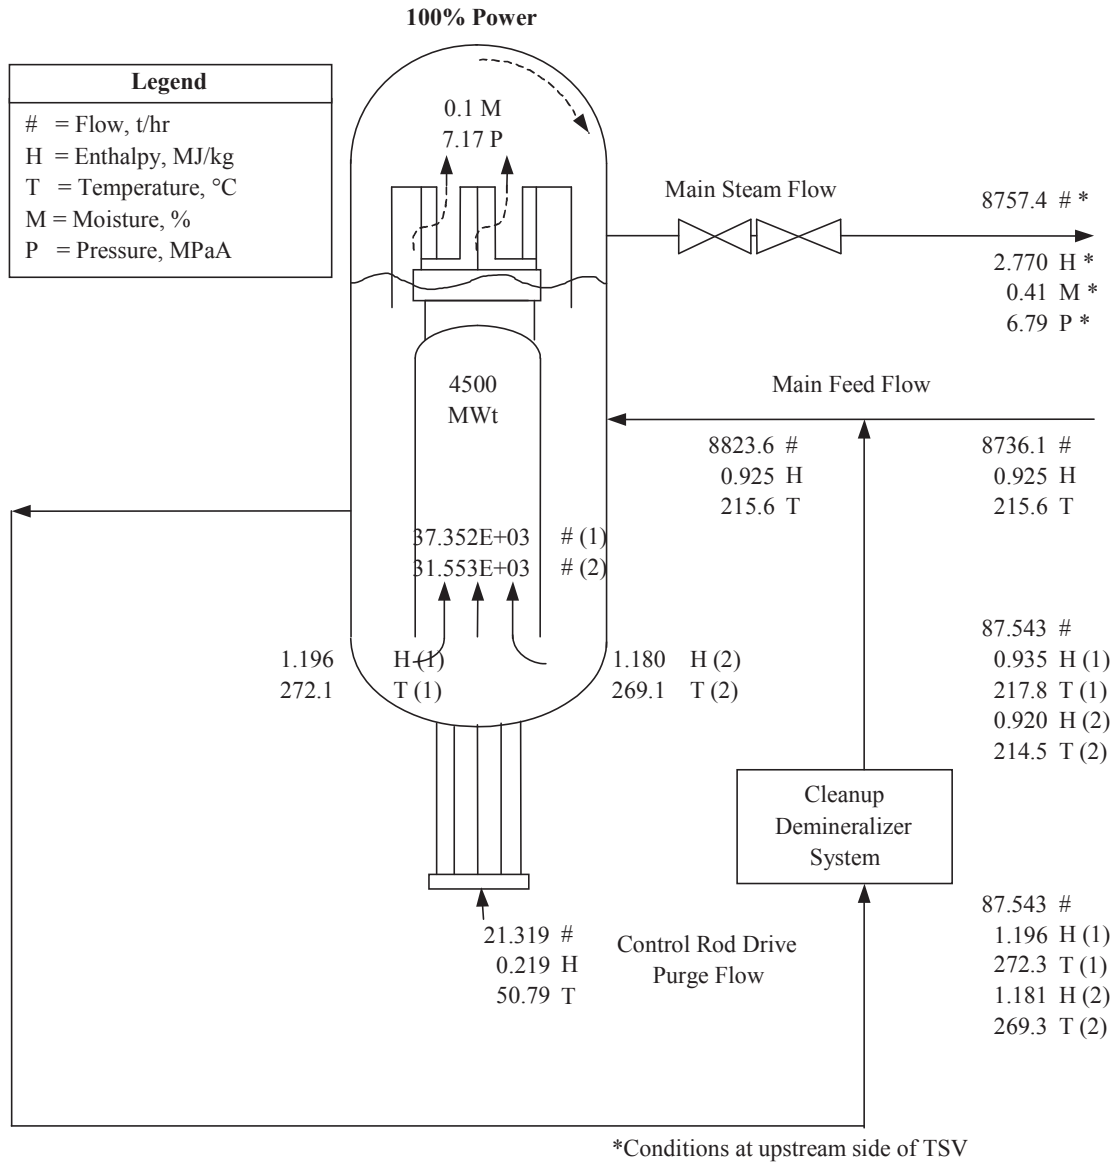 100% Power
Legend
# = Flow, t/hr
H = Enthalpy, MJ/kg
T = Temperature, °C
M = Moisture, %
P = Pressure, MPaA
0.1 M
7.17 P
Main Steam Flow
8757.4 # *
2.770 H *
0.41 M *
6.79 P *
4500
MWt
Main Feed Flow
8823.6 #
0.925 H
215.6 T
8736.1 #
0.925 H
215.6 T
37.352E+03 # (1)
31.553E+03 # (2)
1.196 H (1)
272.1 T (1)
1.180 H (2)
269.1 T (2)
87.543 #
0.935 H (1)
217.8 T (1)
0.920 H (2)
214.5 T (2)
Cleanup
Demineralizer
System
87.543 #
1.196 H (1)
272.3 T (1)
1.181 H (2)
269.3 T (2)
21.319 #
0.219 H
50.79 T
Control Rod Drive
Purge Flow
*Conditions at upstream side of TSV